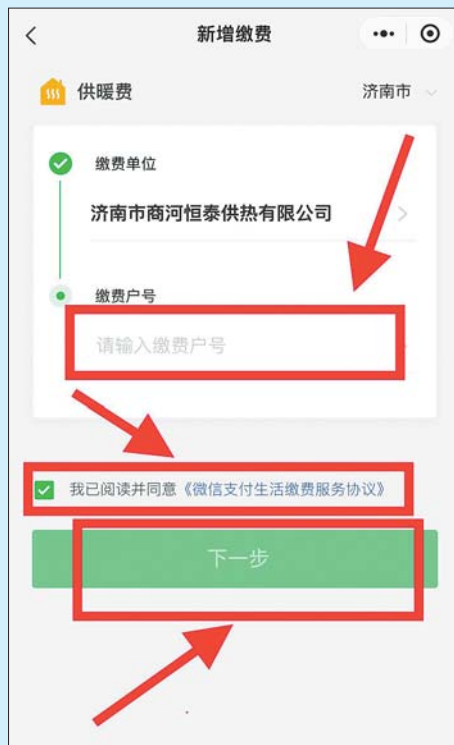 新增缴费
供暖费 济南市
缴费单位
济南市商河恒泰供热有限公司
缴费户号
请输入缴费户号
我已阅读并同意《微信支付生活缴费服务协议》
下一步